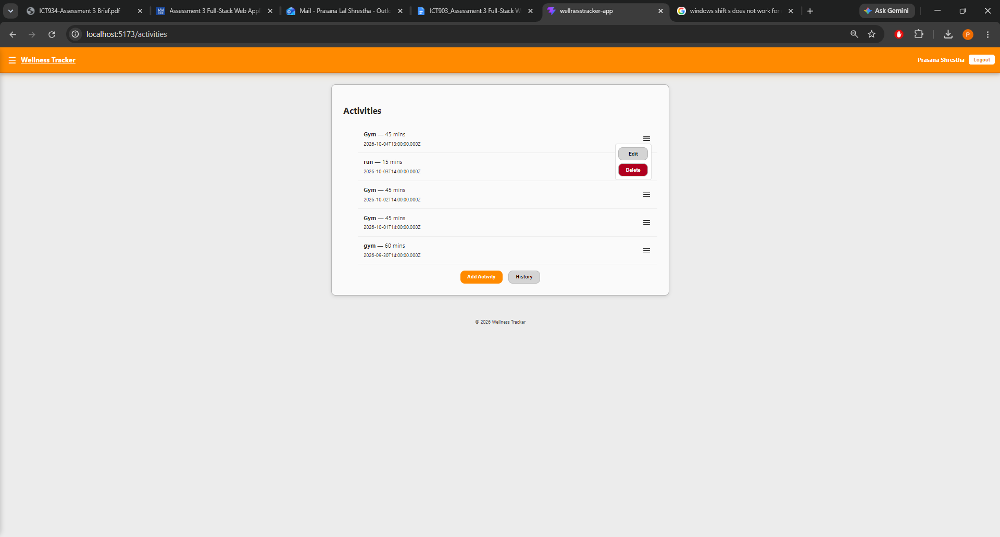 ICT934-Assessment 3 Brief.pdf
Assessment 3 Full-Stack Web Appl
Mail - Prasana Lal Shrestha - Outlo
ICT903_Assessment 3 Full-Stack W
wellnesstracker-app
windows shift s does not work for
Ask Gemini
localhost:5173/activities
P
Wellness Tracker
Prasana Shrestha
Logout
Activities
Gym — 45 mins
2026-10-04T13:00:00.000Z
Edit
Delete
run — 15 mins
2026-10-03T14:00:00.000Z
Gym — 45 mins
2026-10-02T14:00:00.000Z
Gym — 45 mins
2026-10-01T14:00:00.000Z
gym — 60 mins
2026-09-30T14:00:00.000Z
Add Activity
History
© 2026 Wellness Tracker